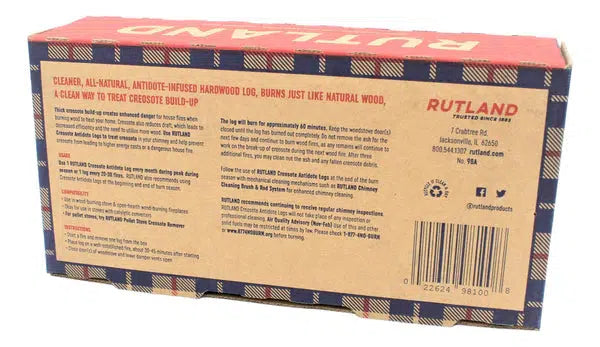 RUTLAND
CLEANER, ALL-NATURAL, ANTIDOTE-INFUSED HARDWOOD LOG, BURNS JUST LIKE NATURAL WOOD,
A CLEAN WAY TO TREAT CREOSOTE BUILD-UP
Thick creosote build-up creates enhanced danger for house fires when
burning wood to heat your home. Creosote also reduces draft, which leads to
decreased efficiency and the need to utilize more wood. Use RUTLAND
Creosote Antidote Logs to treat creosote in your chimney and help prevent
creosote from leading to higher energy costs or a dangerous house fire.
USAGE
Use 1 RUTLAND Creosote Antidote Log every month during peak burning
season or 1 log every 20-30 fires. RUTLAND also recommends using Creosote
Antidote Logs at the beginning and end of burn season.
COMPATIBILITY
- Use in wood-burning stove & open-hearth wood-burning fireplaces
- Okay to use in stoves with catalytic converters
- For pellet stoves, try RUTLAND Pellet Stove Creosote Remover
INSTRUCTIONS
- Start a fire and remove one log from the box
- Place log on a well-established fire, about 30-45 minutes after starting
- Close door(s) of woodstove and leave damper vents open
The log will burn for approximately 60 minutes. Keep the woodstove door(s)
closed until the log has burned out completely. Do not remove the ash for the
next few days and continue to burn wood fires, as any remains will continue to
work on the creosote break-up during the next wood fire. After three
additional fires, you may clean out the ash and any fallen creosote debris.
Follow the use of RUTLAND Creosote Antidote Logs at the end of the burn
season with mechanical cleaning mechanisms such as RUTLAND Chimney
Cleaning Brush & Rod System for enhanced chimney cleaning.
RUTLAND recommends continuing to receive regular chimney inspections.
RUTLAND Creosote Antidote Logs will not take place of any inspection or
professional cleaning. Air Quality Advisory (Nov-Feb) use of this and other
wood products may be restricted at times by law. Please check 1-877-4NO-BURN
or www.8774NOBURN.org before burning.
RUTLAND
TRUSTED SINCE 1883
7 Crabtree Rd.
Jacksonville, IL 62650
800.544.1307 rutland.com
No. 98A
@rutlandproducts
0 22624 98100 8